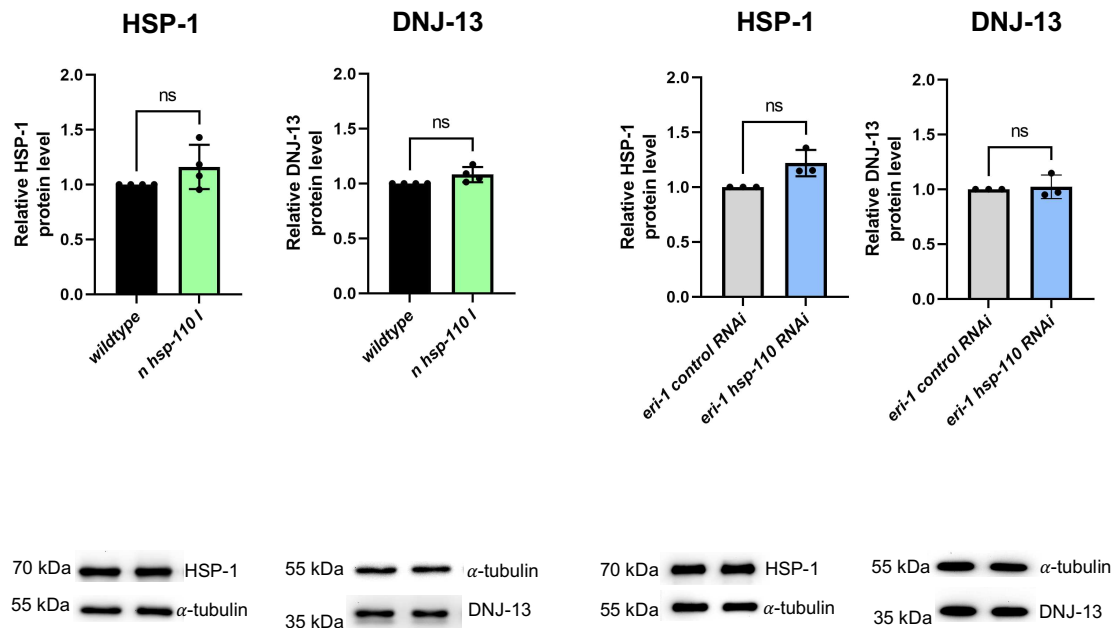 HSP-1
DNJ-13
HSP-1
DNJ-13
Relative HSP-1
protein level
2.0
1.5
1.0
0.5
0.0
ns
wildtype
n hsp-110 I
Relative DNJ-13
protein level
2.0
1.5
1.0
0.5
0.0
ns
wildtype
n hsp-110 I
Relative HSP-1
protein level
2.0
1.5
1.0
0.5
0.0
ns
eri-1 control RNAi
eri-1 hsp-110 RNAi
Relative DNJ-13
protein level
2.0
1.5
1.0
0.5
0.0
ns
eri-1 control RNAi
eri-1 hsp-110 RNAi
70 kDa HSP-1
55 kDa α-tubulin
55 kDa α-tubulin
35 kDa DNJ-13
70 kDa HSP-1
55 kDa α-tubulin
55 kDa α-tubulin
35 kDa DNJ-13